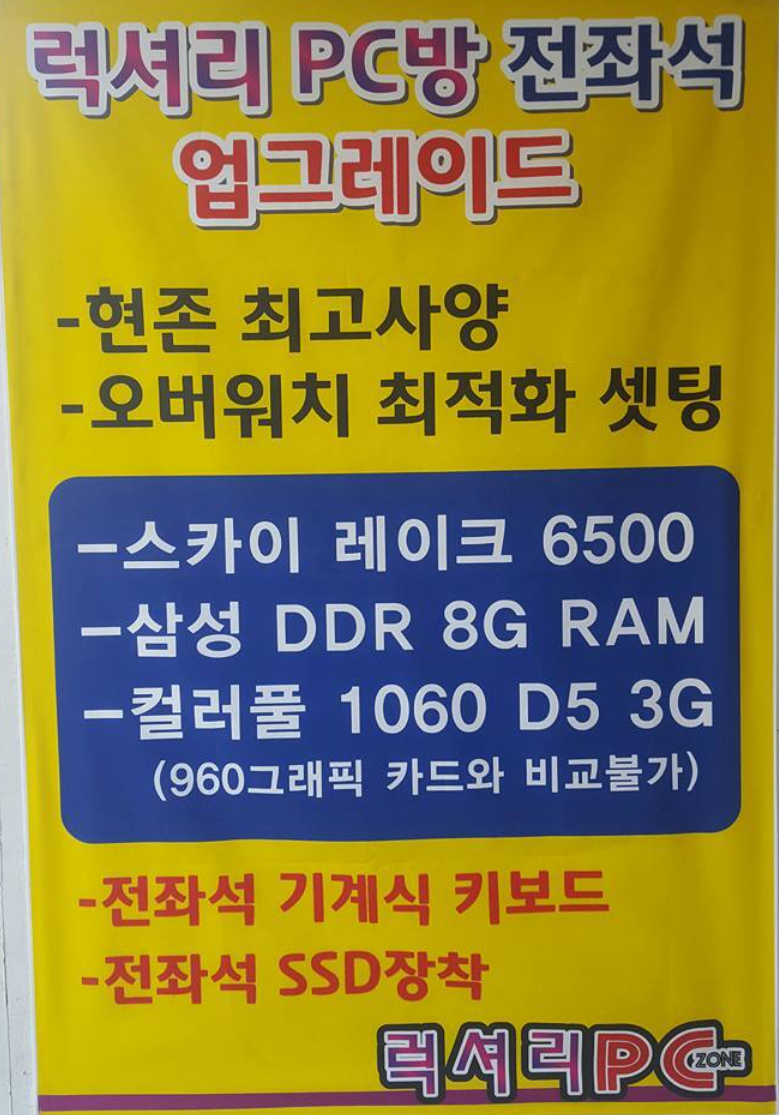 럭셔리 PC방 전좌석
업그레이드
-현존 최고사양
-오버워치 최적화 셋팅
-스카이 레이크 6500
-삼성 DDR 8G RAM
-컬러풀 1060 D5 3G
(960그래픽 카드와 비교불가)
-전좌석 기계식 키보드
-전좌석 SSD장착
럭셔리PC ZONE